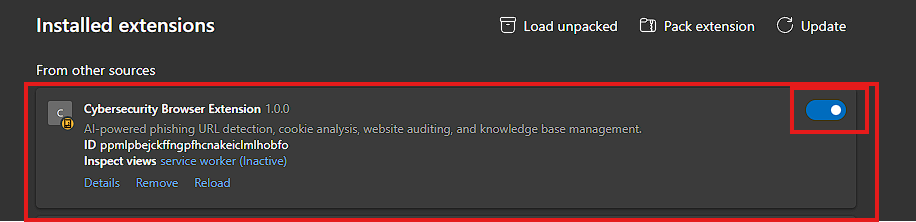 Installed extensions
Load unpacked
Pack extension
Update
From other sources
C
Cybersecurity Browser Extension 1.0.0
AI-powered phishing URL detection, cookie analysis, website auditing, and knowledge base management.
ID ppmlpbejckffngpfhcnakeiclmlhobfo
Inspect views service worker (Inactive)
Details Remove Reload